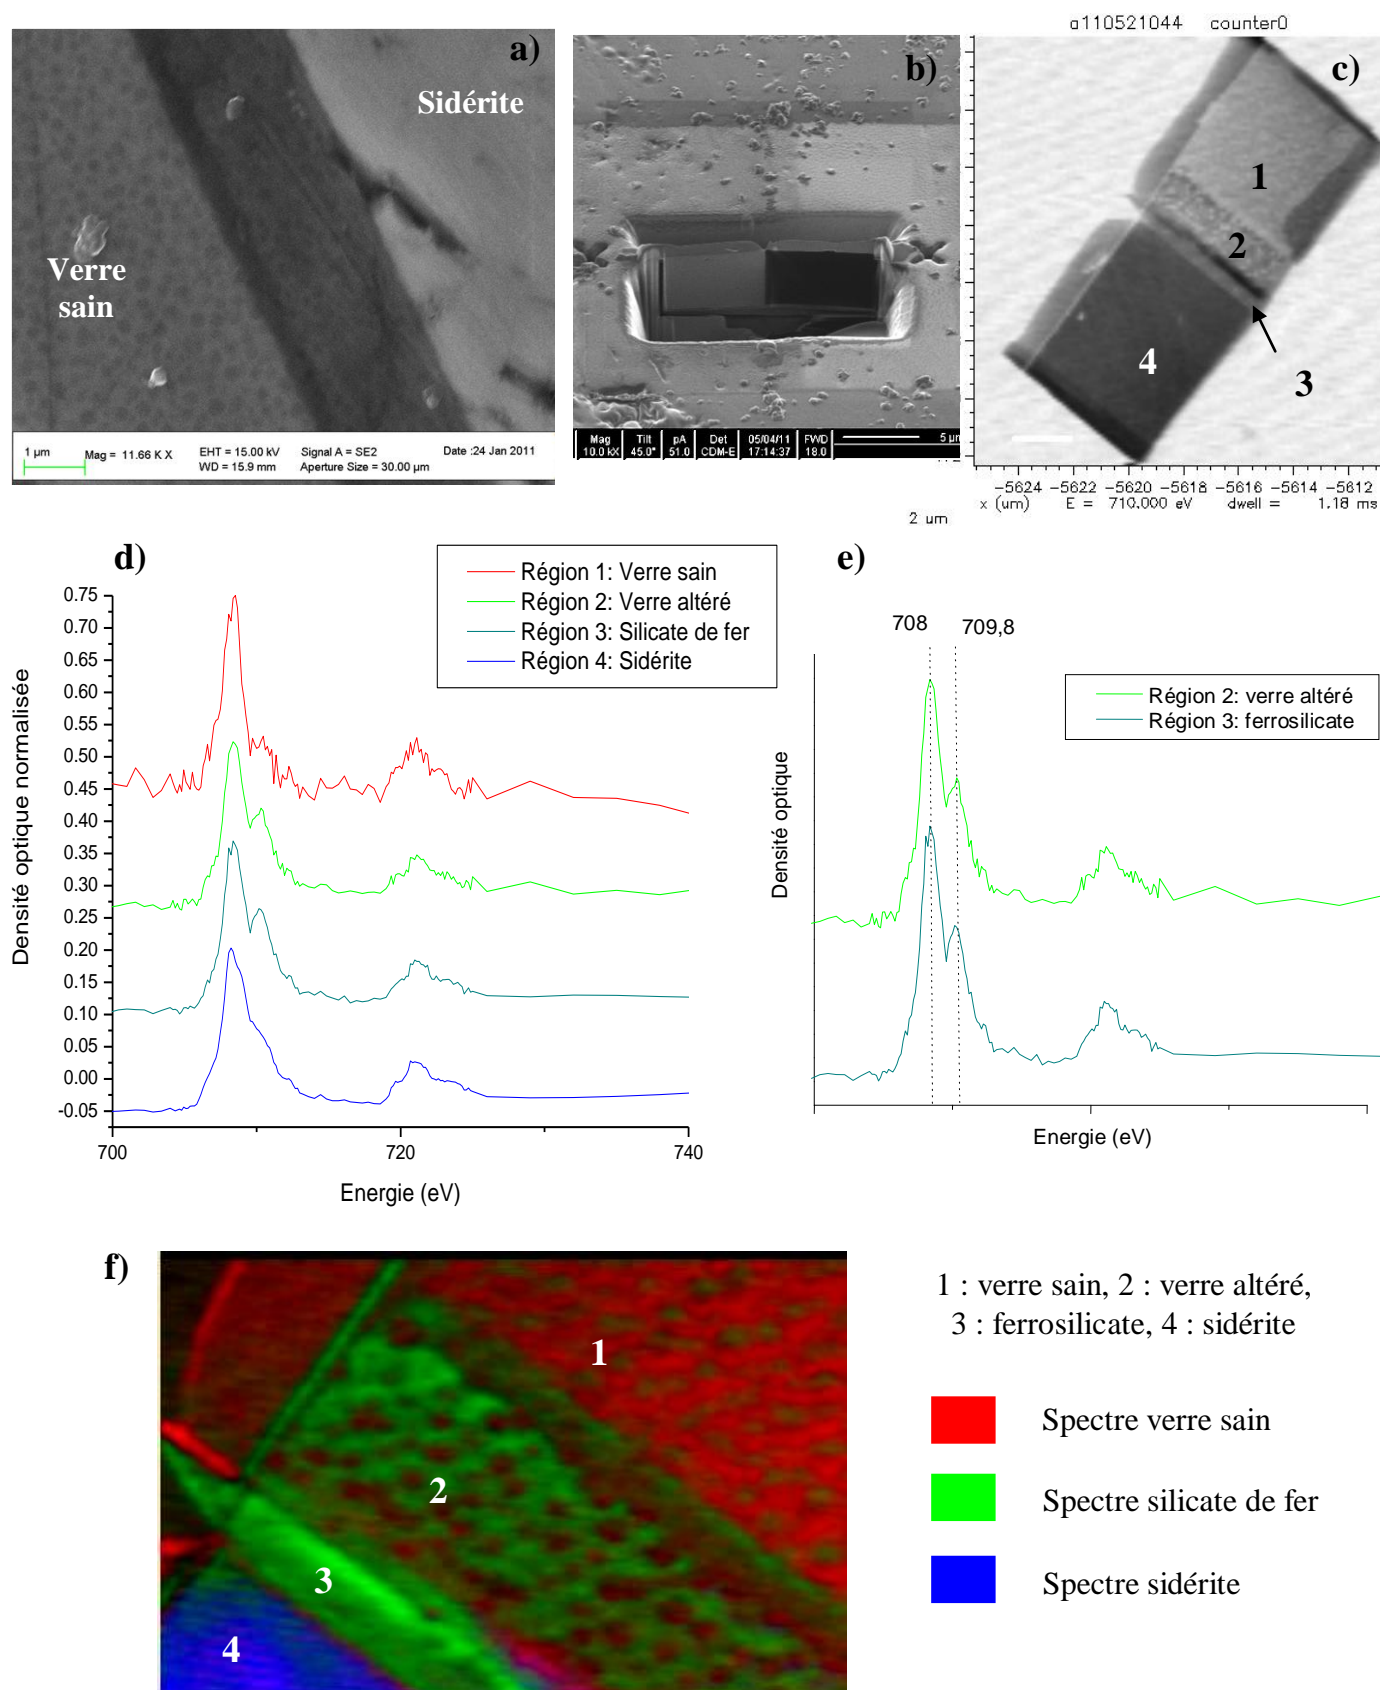 a)
Sidérite
Verre
sain
1 µm
Mag = 11.66 K X
EHT = 15.00 kV
WD = 15.9 mm
Signal A = SE2
Aperture Size = 30.00 µm
Date :24 Jan 2011
b)
Mag Tilt pA Det 05/04/11 FWD
10.0 kX 45.0° 51.0 CDM-E 17:14:37 18.0
5 µm
a110521044 counter0
c)
1
2
3
4
-5624 -5622 -5620 -5618 -5616 -5614 -5612
x (um) E = 710.000 eV dwell = 1.18 ms
2 um
d)
Région 1: Verre sain
Région 2: Verre altéré
Région 3: Silicate de fer
Région 4: Sidérite
Densité optique normalisée
0.75
0.70
0.65
0.60
0.55
0.50
0.45
0.40
0.35
0.30
0.25
0.20
0.15
0.10
0.05
0.00
-0.05
700 720 740
Energie (eV)
e)
708 709,8
Région 2: verre altéré
Région 3: ferrosilicate
Densité optique
Energie (eV)
f)
1
2
3
4
1 : verre sain, 2 : verre altéré,
3 : ferrosilicate, 4 : sidérite
Spectre verre sain
Spectre silicate de fer
Spectre sidérite